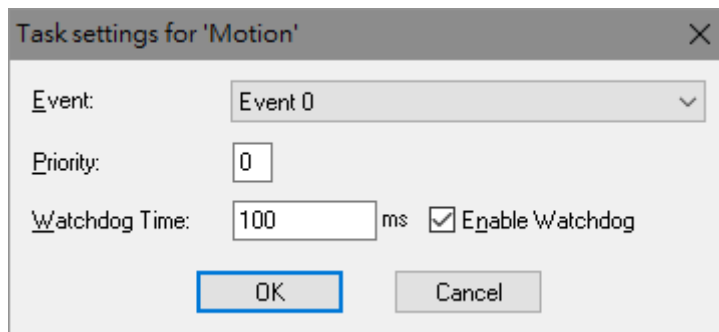 Task settings for 'Motion'
Event: Event 0
Priority: 0
Watchdog Time: 100 ms Enable Watchdog
OK Cancel